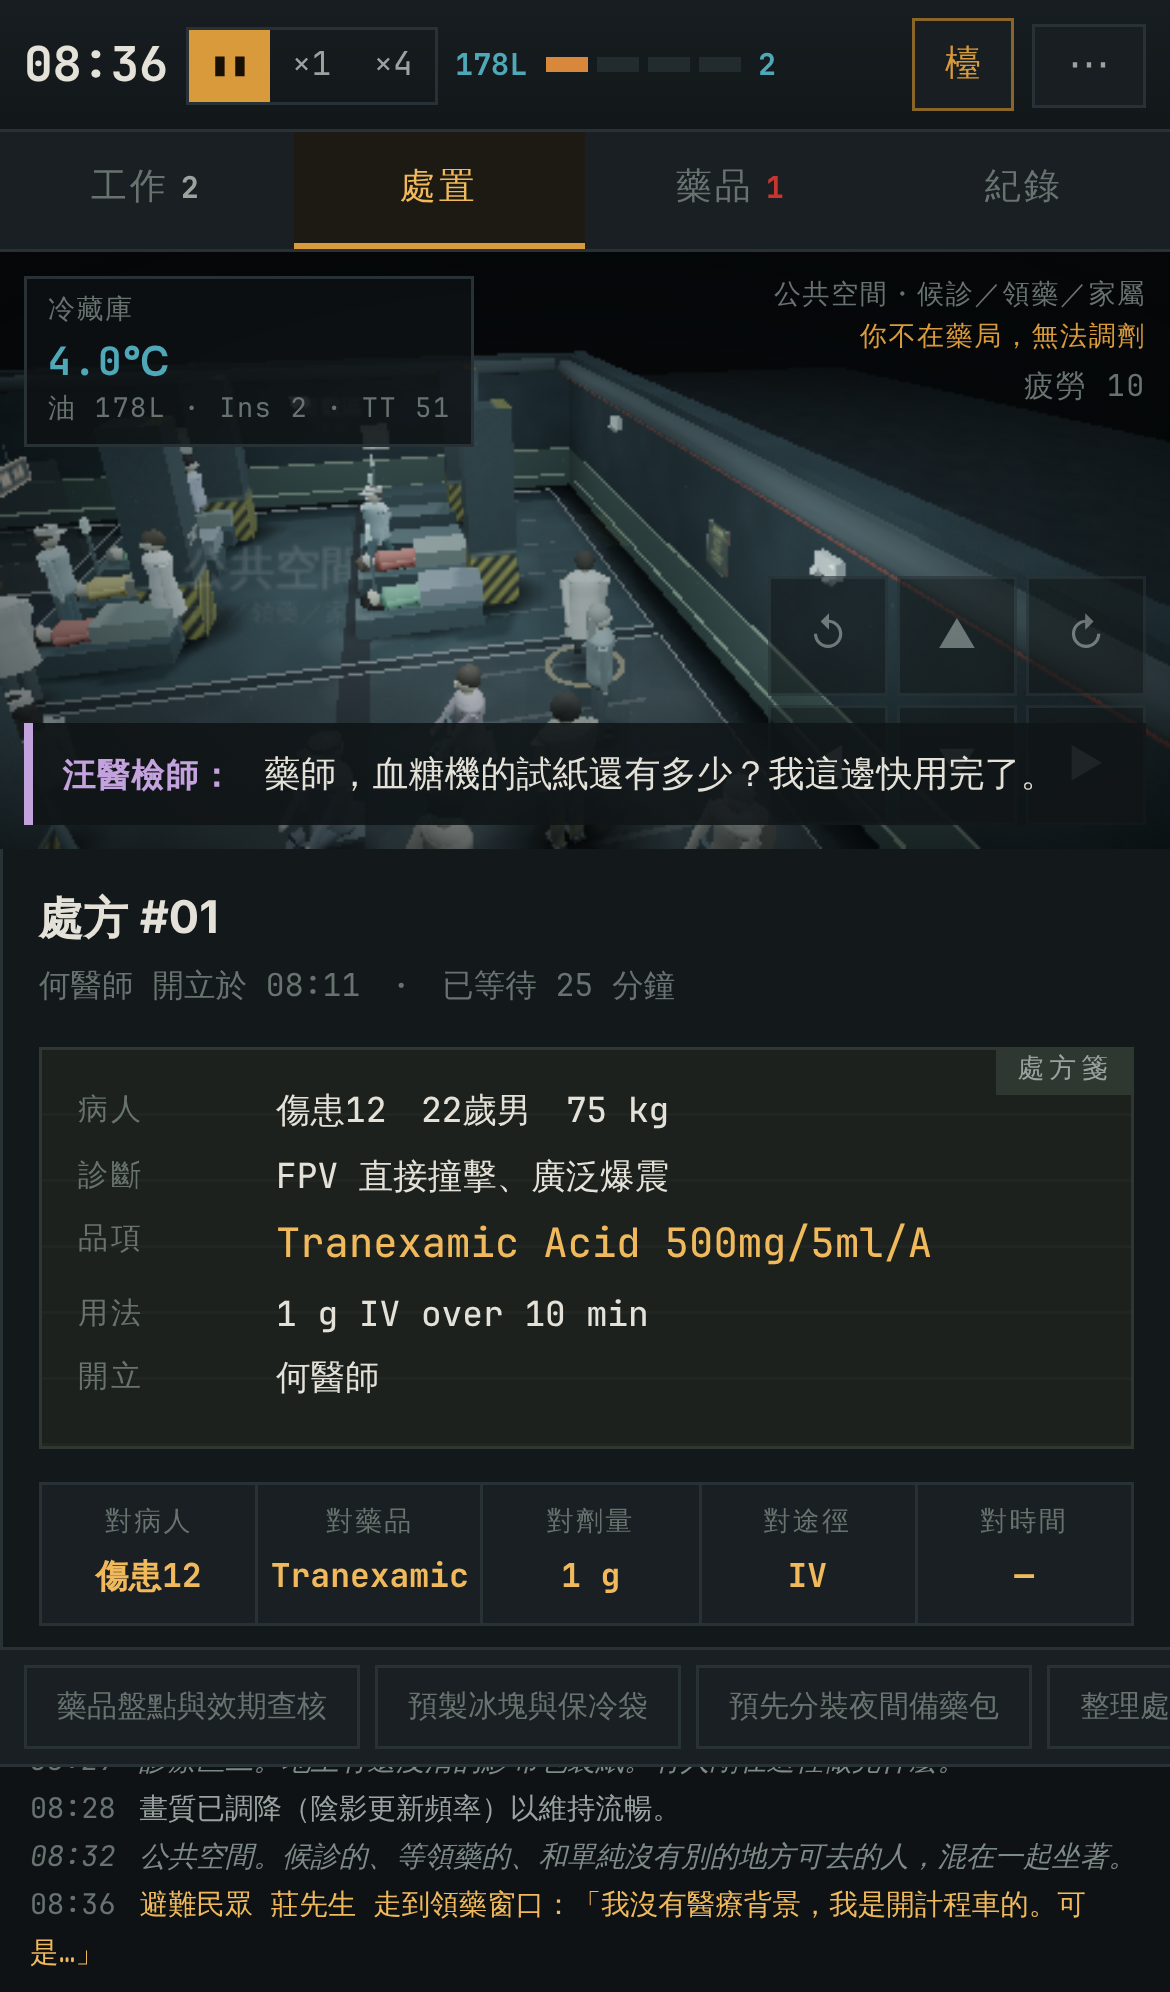 08:36 ×1 ×4 178L 2 檯 ⋯
工作 2 處置 藥品 1 紀錄
冷藏庫
4.0°C
油 178L · Ins 2 · TT 51
公共空間・候診／領藥／家屬
你不在藥局，無法調劑
疲勞 10
公共空間
汪醫檢師： 藥師，血糖機的試紙還有多少？我這邊快用完了。
處方 #01
何醫師 開立於 08:11 · 已等待 25 分鐘
處方箋
病人 傷患12 22歲男 75 kg
診斷 FPV 直接撞擊、廣泛爆震
品項 Tranexamic Acid 500mg/5ml/A
用法 1 g IV over 10 min
開立 何醫師
對病人 對藥品 對劑量 對途徑 對時間
傷患12 Tranexamic 1 g IV —
藥品盤點與效期查核 預製冰塊與保冷袋 預先分裝夜間備藥包 整理處
08:28 畫質已調降（陰影更新頻率）以維持流暢。
08:32 公共空間。候診的、等領藥的、和單純沒有別的地方可去的人，混在一起坐著。
08:36 避難民眾 莊先生 走到領藥窗口：「我沒有醫療背景，我是開計程車的。可
是…」